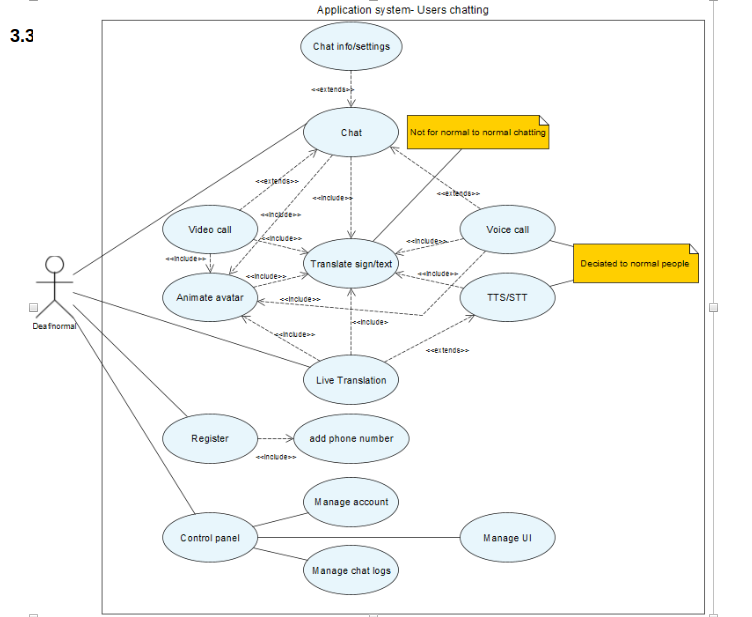 Application system- Users chatting
3.3
Chat info/settings
<<extends>>
Chat
Not for normal to normal chatting
<<extends>>
<<extends>>
<<include>>
<<include>>
Video call
Voice call
<<include>>
<<include>>
<<include>>
Translate sign/text
Deciated to normal people
<<include>>
<<include>>
Animate avatar
<<include>>
TTS/STT
Deafnormal
<<include>>
<<include>>
<<extends>>
Live Translation
Register
add phone number
<<include>>
Manage account
Control panel
Manage UI
Manage chat logs